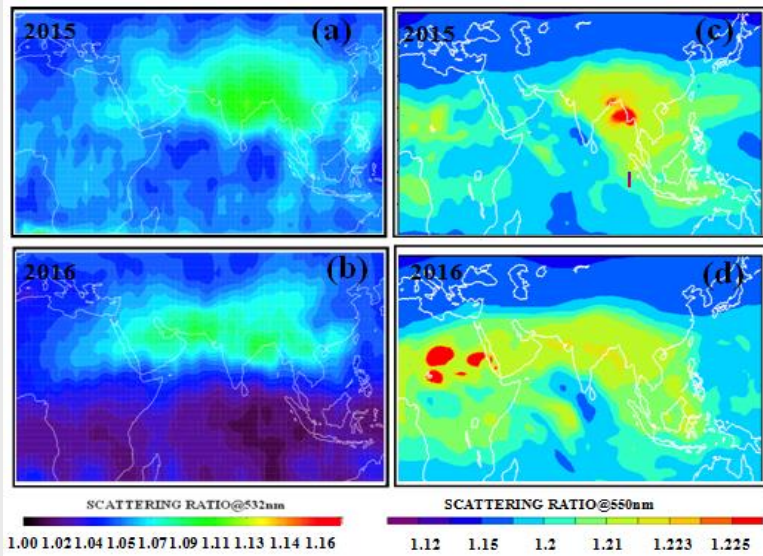 2015 (a)
2015 (c)
2016 (b)
2016 (d)
SCATTERING RATIO@532nm
1.00 1.02 1.04 1.05 1.07 1.09 1.11 1.13 1.14 1.16
SCATTERING RATIO@550nm
1.12 1.15 1.2 1.21 1.223 1.225